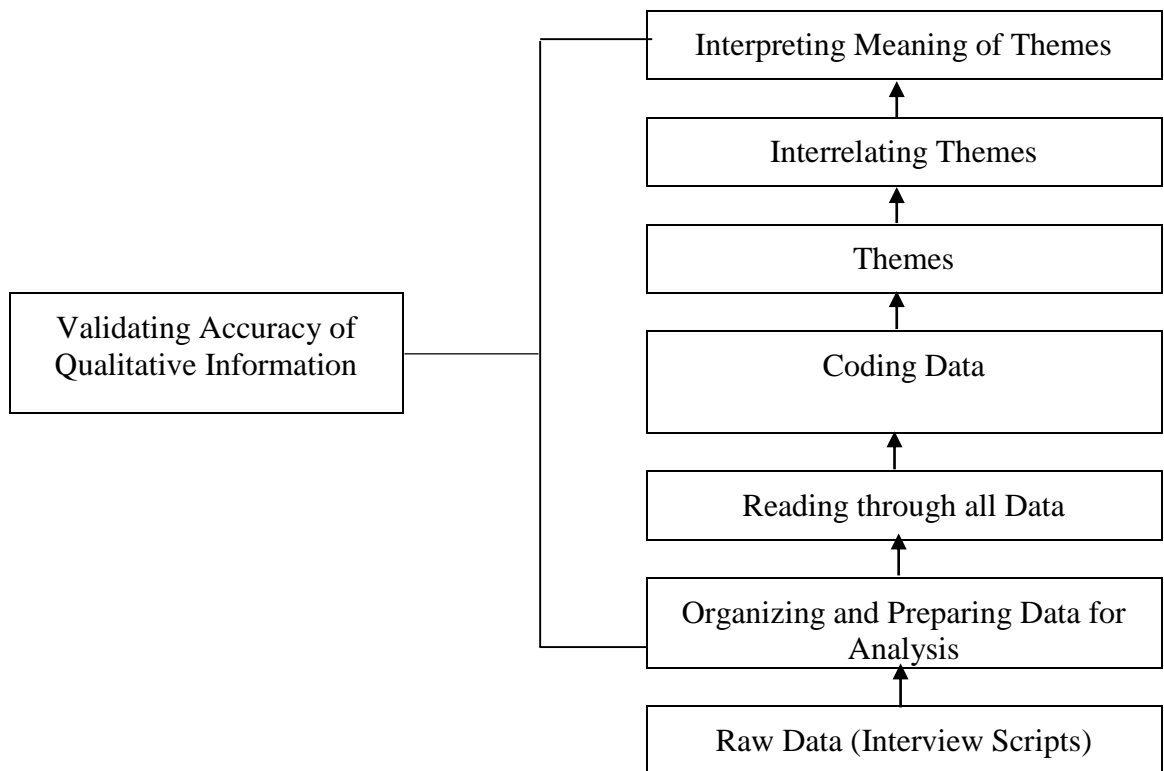 Interpreting Meaning of Themes
Interrelating Themes
Themes
Validating Accuracy of
Qualitative Information
Coding Data
Reading through all Data
Organizing and Preparing Data for
Analysis
Raw Data (Interview Scripts)